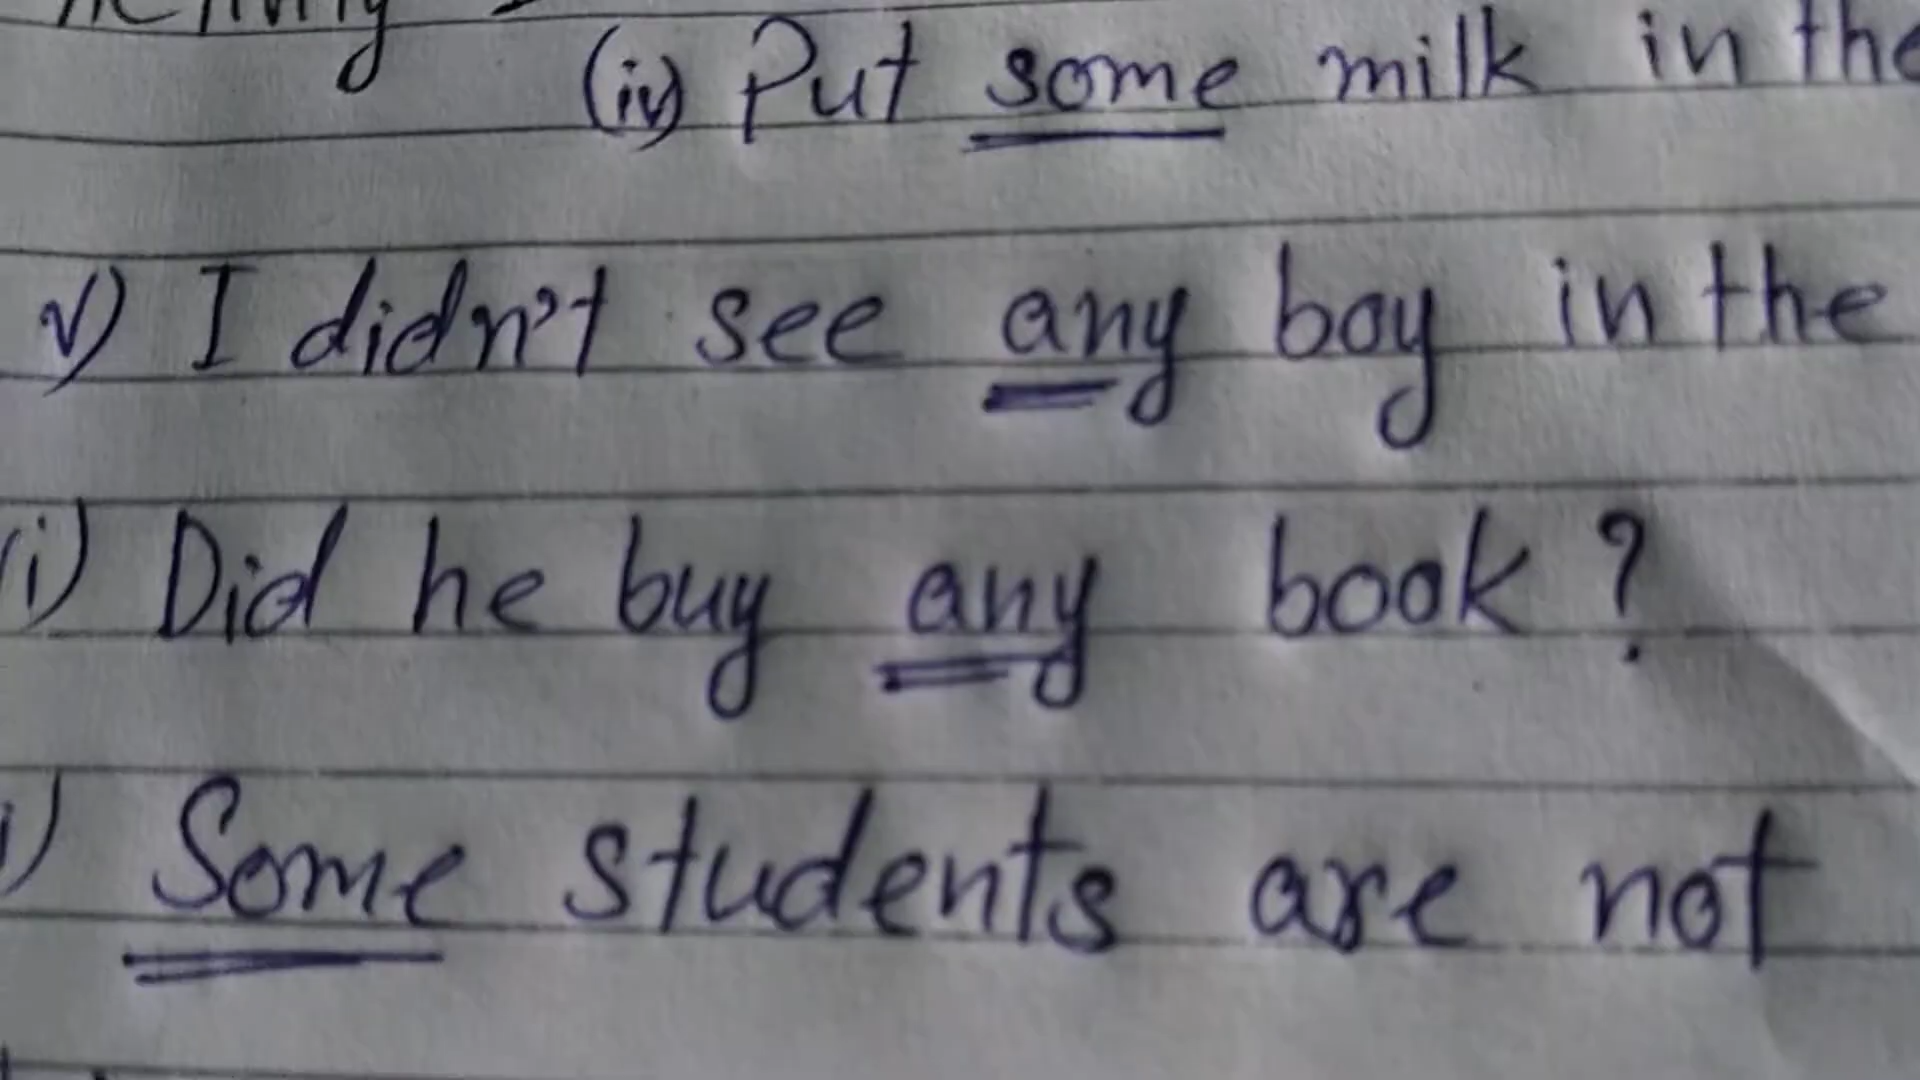 (iv) Put some milk in the
v) I didn't see any boy in the
i) Did he buy any book?
) Some students are not